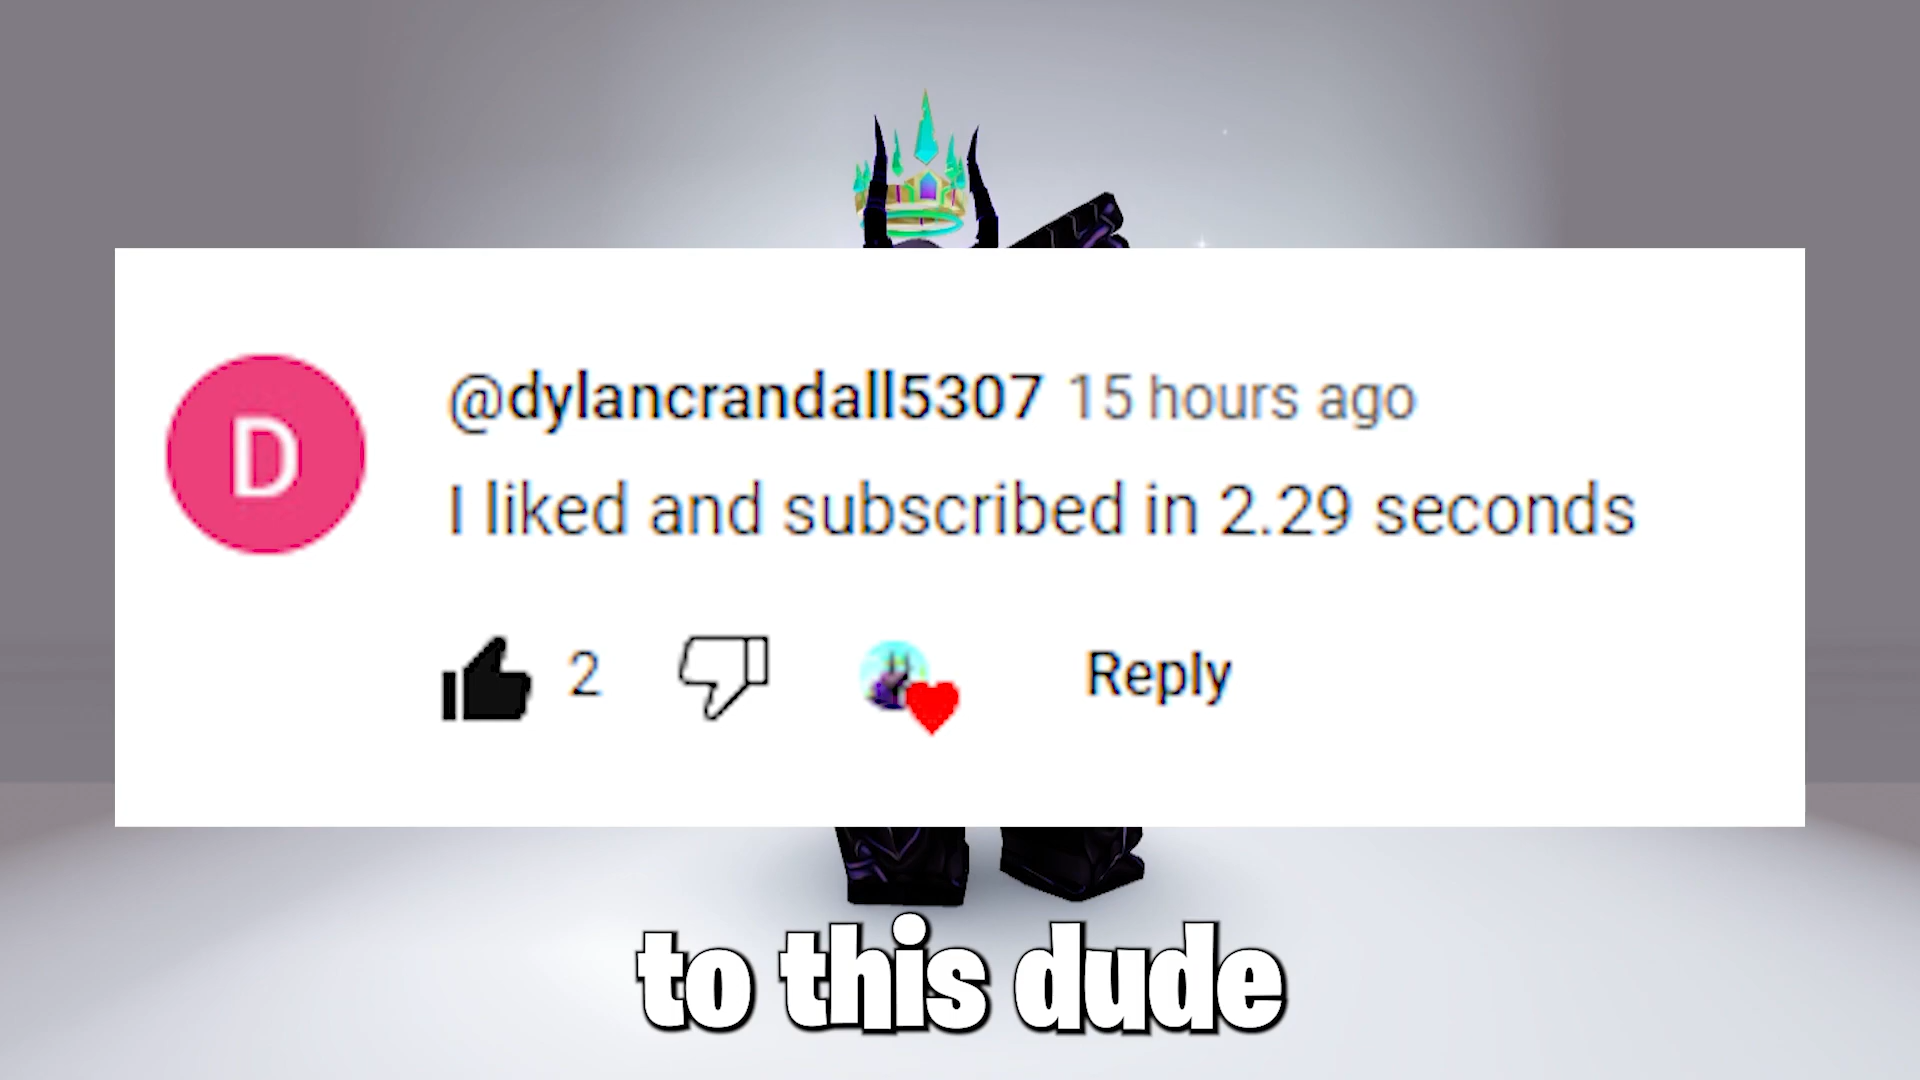 D
@dylancrandall5307 15 hours ago
I liked and subscribed in 2.29 seconds
2 Reply
to this dude